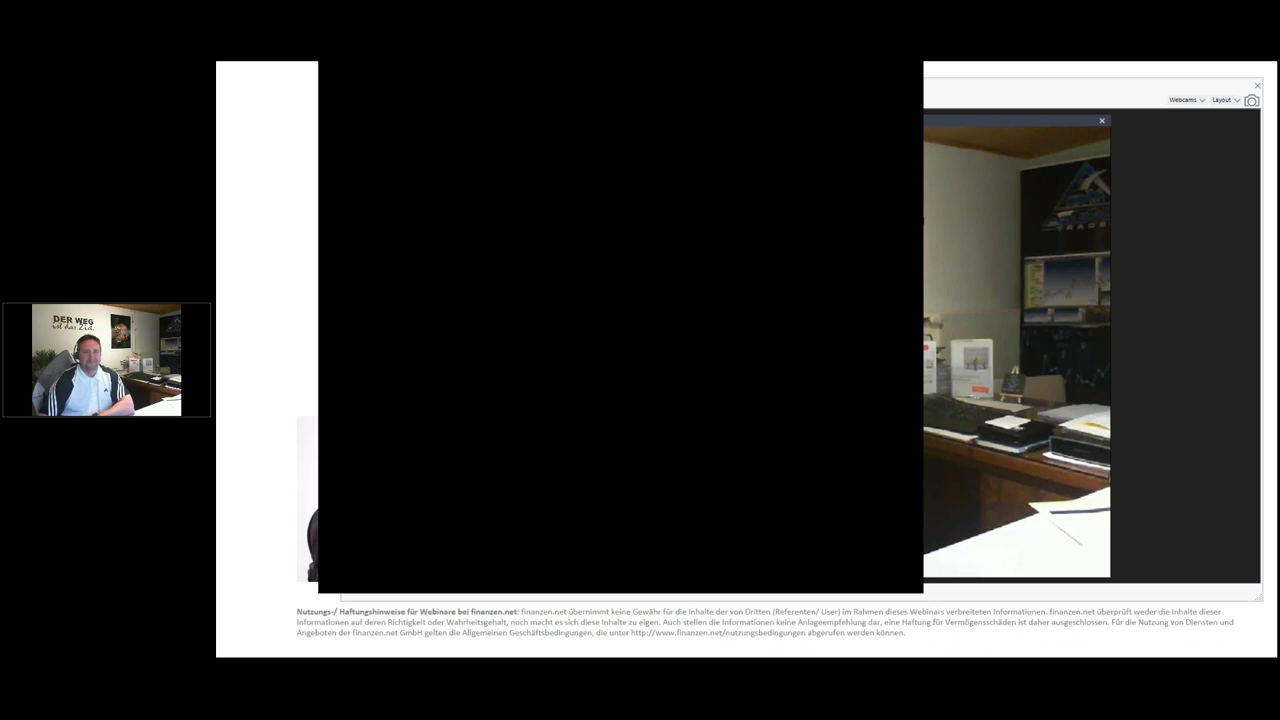 Webcams Layout
TRADE
DER WEG
ist das Ziel.
Nutzungs-/ Haftungshinweise für Webinare bei finanzen.net: finanzen.net übernimmt keine Gewähr für die Inhalte der von Dritten (Referenten/ User) im Rahmen dieses Webinars verbreiteten Informationen. finanzen.net überprüft weder die Inhalte dieser
Informationen auf deren Richtigkeit oder Wahrheitsgehalt, noch macht es sich diese Inhalte zu eigen. Auch stellen die Informationen keine Anlageempfehlung dar, eine Haftung für Vermögensschäden ist daher ausgeschlossen. Für die Nutzung von Diensten und
Angeboten der finanzen.net GmbH gelten die Allgemeinen Geschäftsbedingungen, die unter http://www.finanzen.net/nutzungsbedingungen abgerufen werden können.